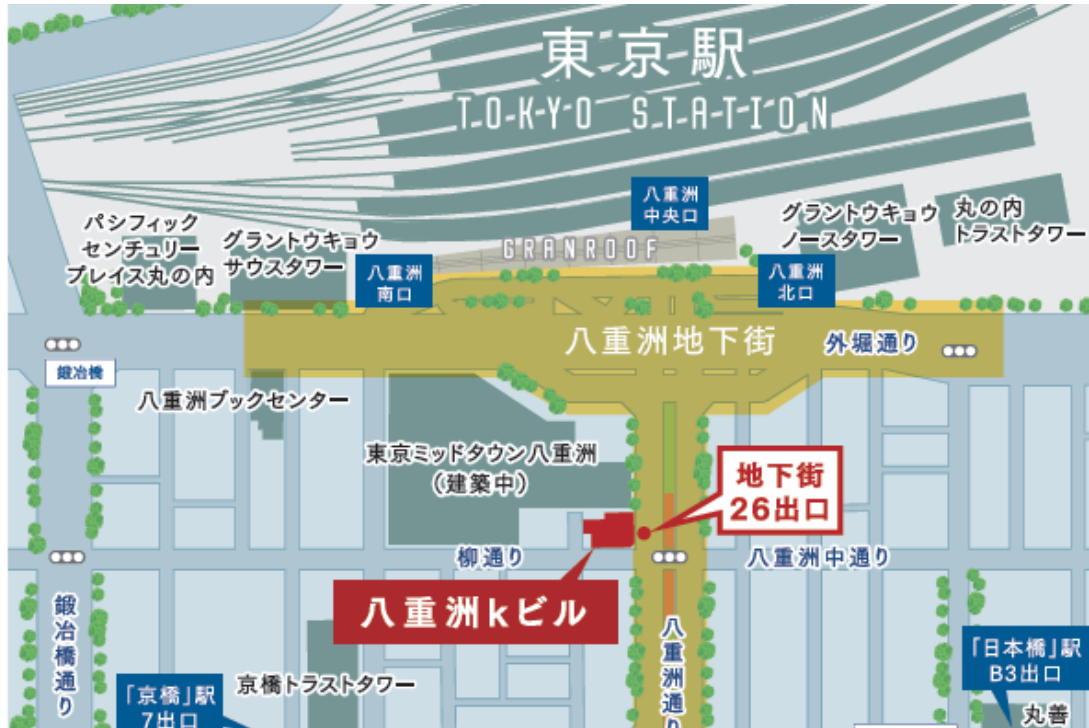 東京駅
TOKYO STATION
八重洲
中央口
パシフィック
センチュリー
プレイス丸の内
グラントウキョウ
サウスタワー
八重洲
南口
GRANROOF
グラントウキョウ
ノースタワー
丸の内
トラストタワー
八重洲
北口
八重洲地下街
外堀通り
鍛冶橋
八重洲ブックセンター
東京ミッドタウン八重洲
（建築中）
地下街
26出口
柳通り
八重洲中通り
八重洲kビル
鍛冶橋通り
八重洲通り
京橋トラストタワー
「京橋」駅
7出口
「日本橋」駅
B3出口
丸善